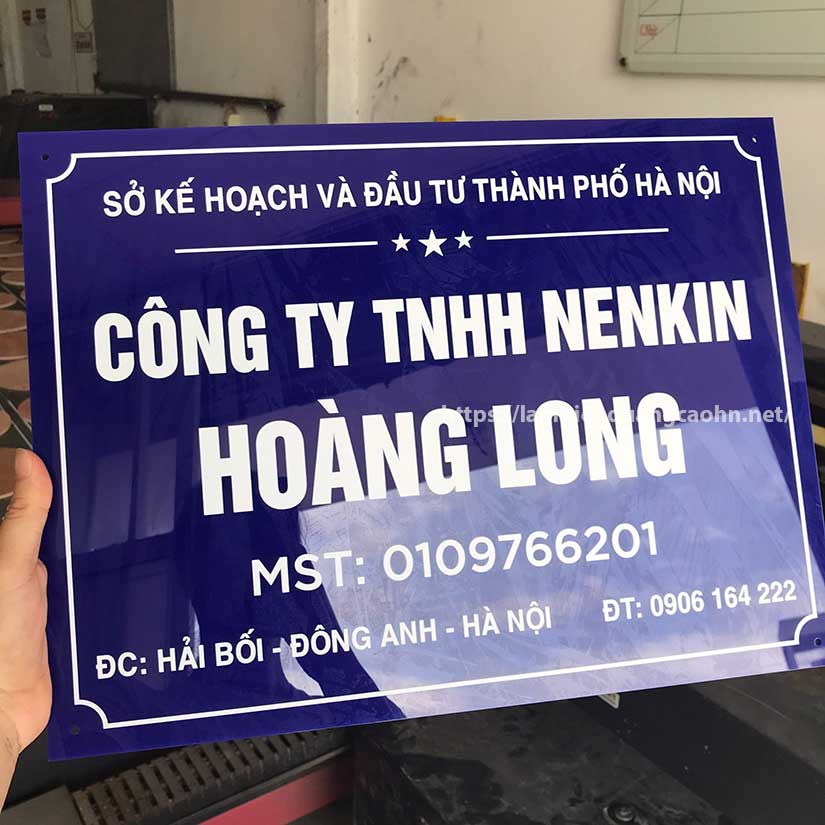 SỞ KẾ HOẠCH VÀ ĐẦU TƯ THÀNH PHỐ HÀ NỘI
CÔNG TY TNHH NENKIN
HOÀNG LONG
MST: 0109766201
ĐC: HẢI BỐI - ĐÔNG ANH - HÀ NỘI ĐT: 0906 164 222